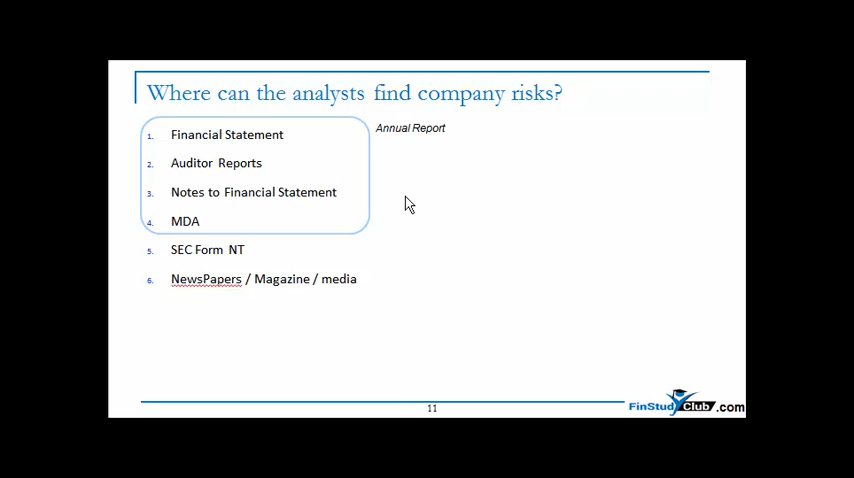 Where can the analysts find company risks?
1. Financial Statement
Annual Report
2. Auditor Reports
3. Notes to Financial Statement
4. MDA
5. SEC Form NT
6. NewsPapers / Magazine / media
11
FinStudyClub.com